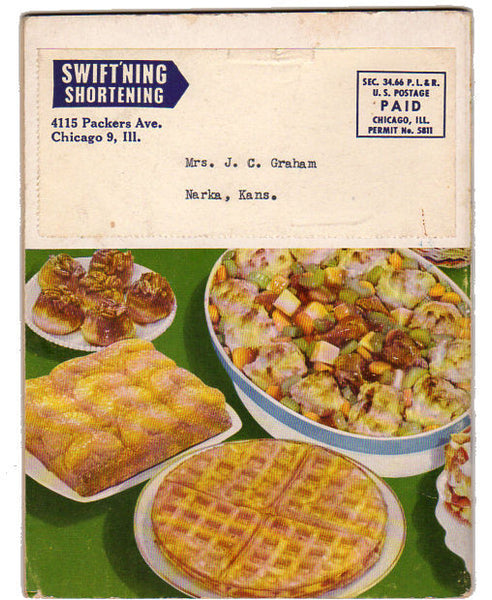 SWIFT'NING
SHORTENING
4115 Packers Ave.
Chicago 9, Ill.
SEC. 34.66 P. L. & R.
U. S. POSTAGE
PAID
CHICAGO, ILL.
PERMIT No. 5811
Mrs. J. C. Graham
Narka, Kans.